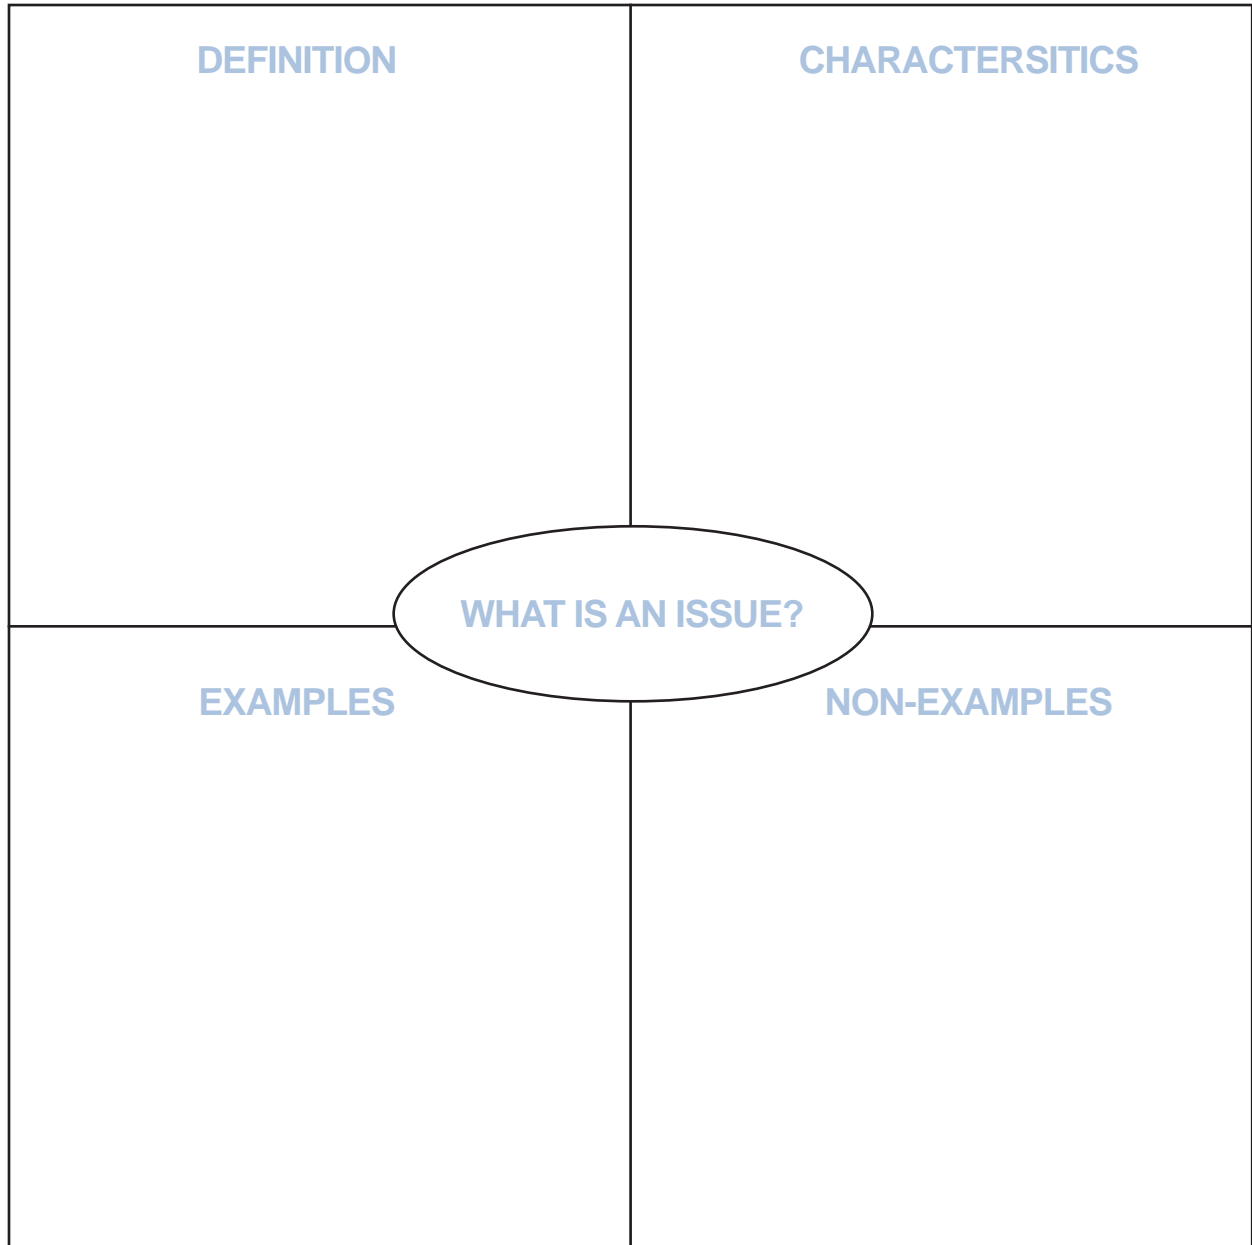 DEFINITION
CHARACTERSITICS
WHAT IS AN ISSUE?
EXAMPLES
NON-EXAMPLES